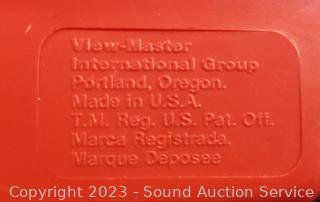 View-Master
International Group
Portland, Oregon.
Made in U.S.A.
T.M. Reg. U.S. Pat. Off.
Marca Registrada.
Marque Deposee
Copyright 2023 - Sound Auction Service